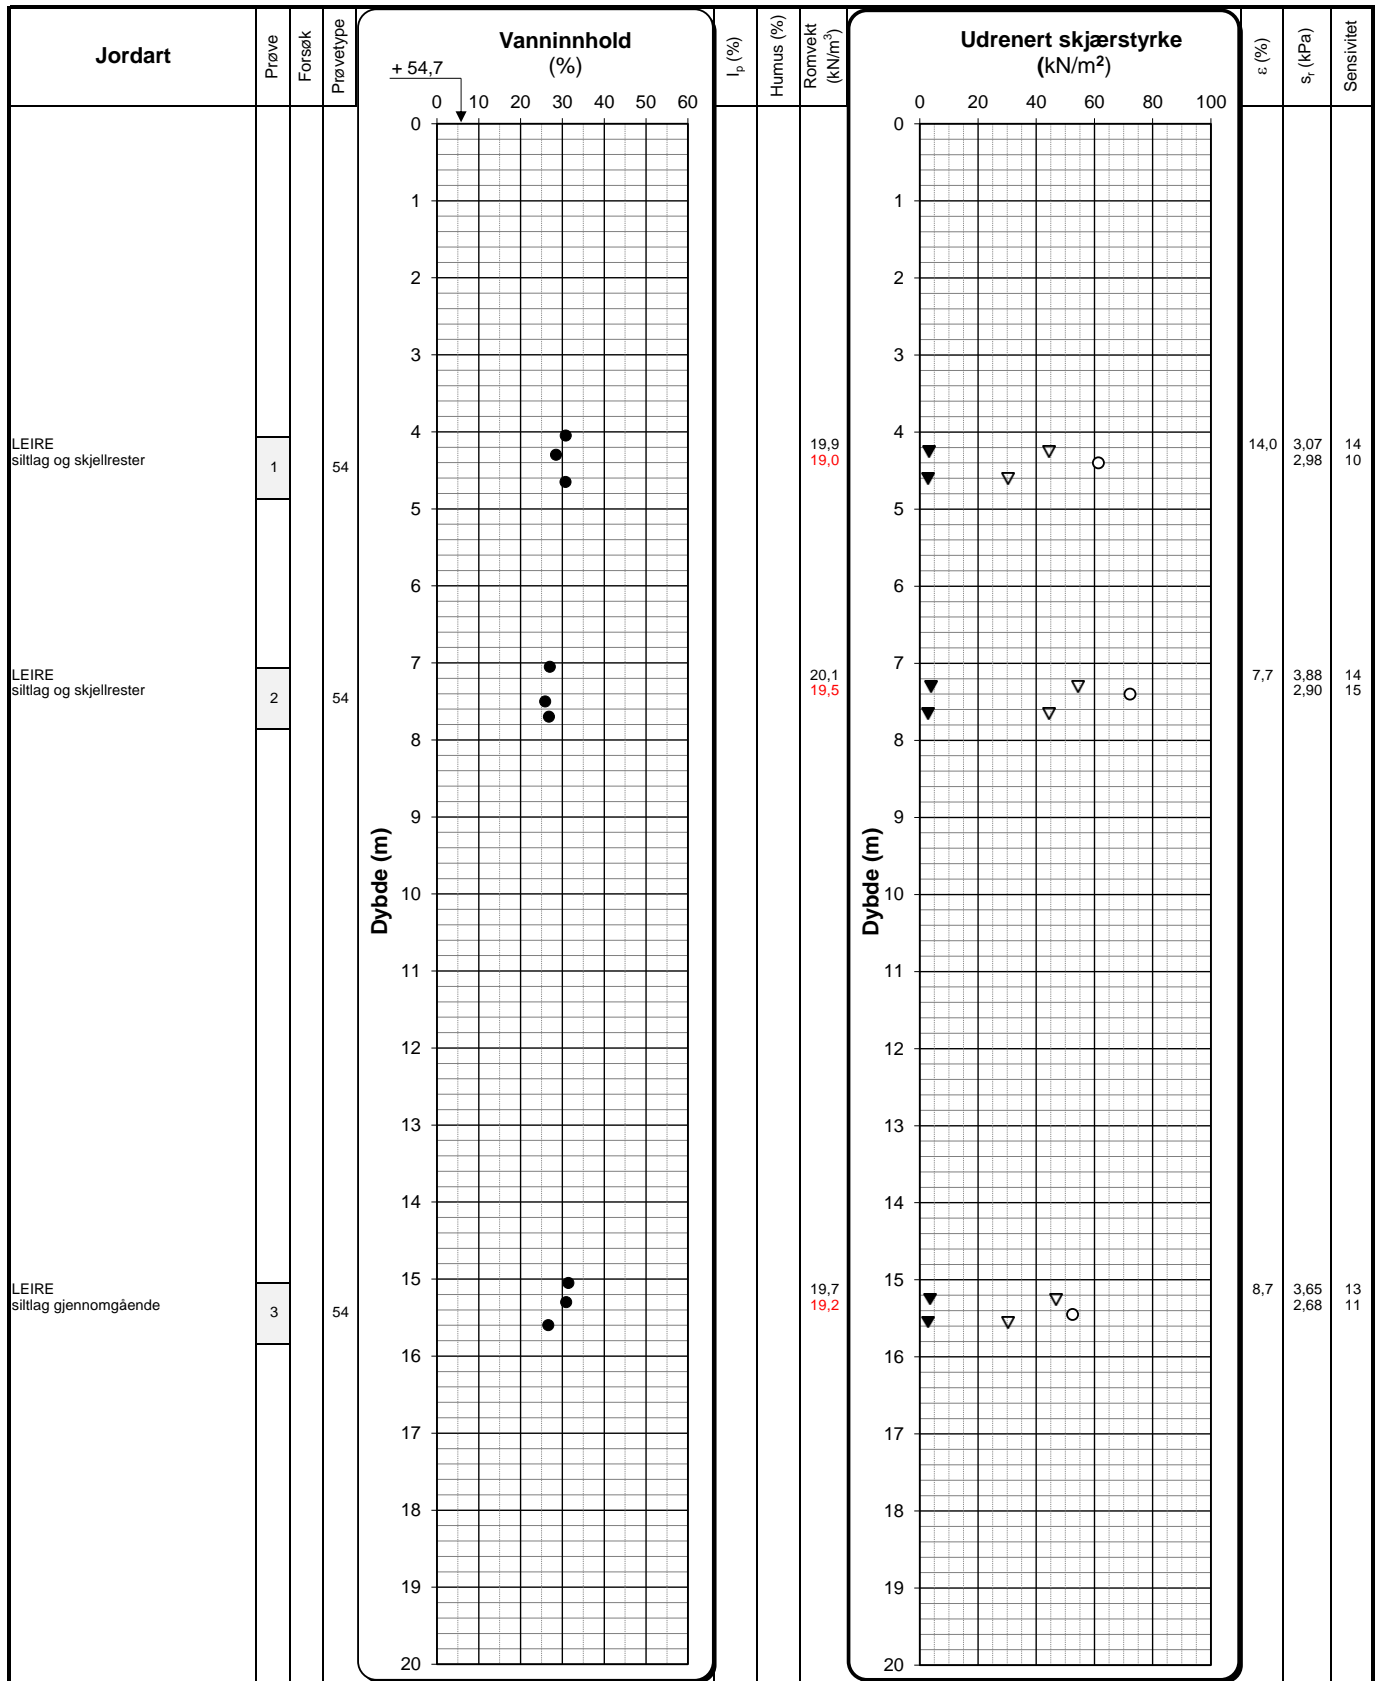 Jordart
Prøve
Forsøk
Prøvetype
Vanninnhold
(%)
+ 54,7
I_p (%)
Humus (%)
Romvekt
(kN/m³)
Udrenert skjærstyrke
(kN/m²)
ε (%)
s_r (kPa)
Sensivitet
0 10 20 30 40 50 60
0 20 40 60 80 100
0 0
1 1
2 2
3 3
4 4
LEIRE 19,9 14,0 3,07 14
siltlag og skjellrester 19,0 2,98 10
1 54
5 5
6 6
7 7
LEIRE 20,1 7,7 3,88 14
siltlag og skjellrester 19,5 2,90 15
2 54
8 8
9 9
Dybde (m) Dybde (m)
10 10
11 11
12 12
13 13
14 14
15 15
LEIRE 19,7 8,7 3,65 13
siltlag gjennomgående 19,2 2,68 11
3 54
16 16
17 17
18 18
19 19
20 20